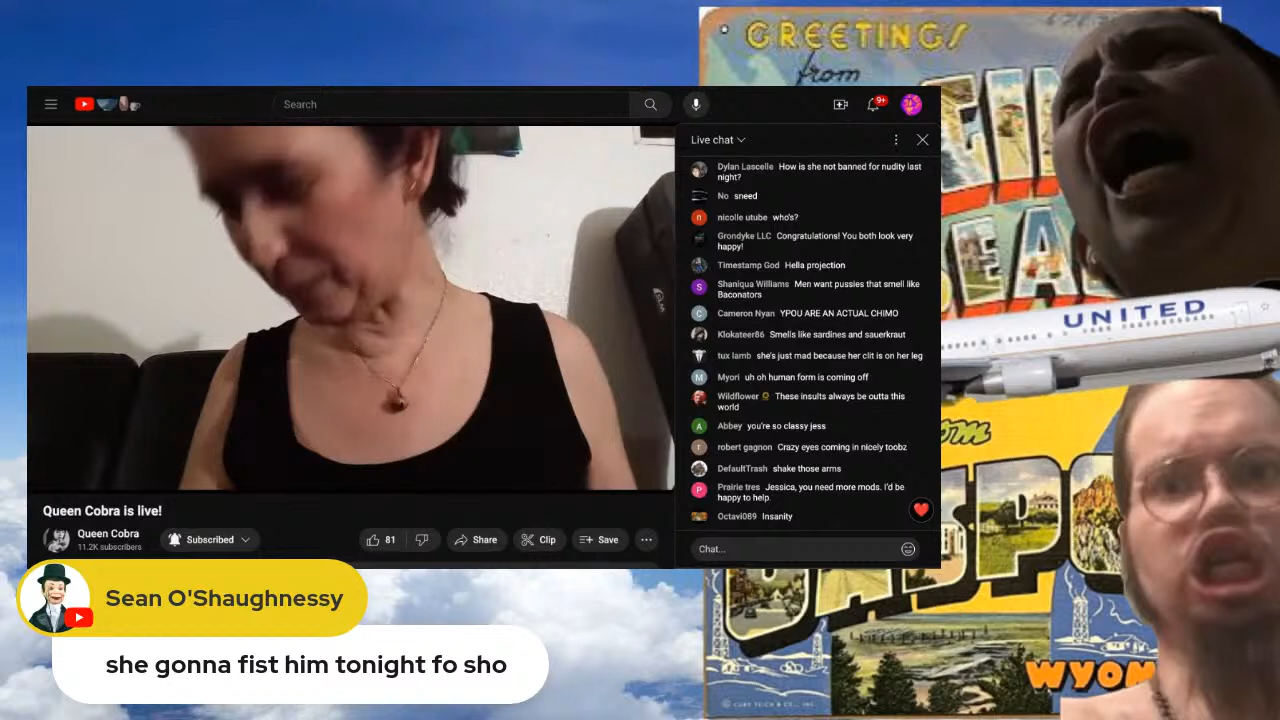 GREETINGS
from
Search
9+
Live chat
Dylan Lascelle How is she not banned for nudity last
night?
No sneed
nicolle utube who's?
Grondyke LLC Congratulations! You both look very
happy!
Timestamp God Hella projection
Shaniqua Williams Men want pussies that smell like
Baconators
Cameron Nyan YPOU ARE AN ACTUAL CHIMO
Klokateer86 Smells like sardines and sauerkraut
tux lamb she's just mad because her clit is on her leg
Myori uh oh human form is coming off
Wildflower These insults always be outta this
world
Abbey you're so classy jess
robert gagnon Crazy eyes coming in nicely toobz
DefaultTrash shake those arms
Prairie tres Jessica, you need more mods. I'd be
happy to help.
Octavi089 Insanity
Chat...
UNITED
Queen Cobra is live!
Queen Cobra
11.2K subscribers
Subscribed
81
Share
Clip
Save
Sean O'Shaughnessy
she gonna fist him tonight fo sho